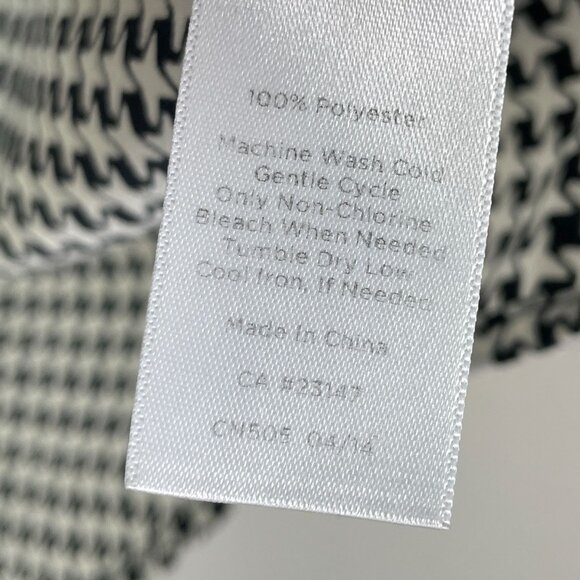 100% Polyester
Machine Wash Cold
Gentle Cycle
Only Non-Chlorine
Bleach When Needed
Tumble Dry Low
Cool Iron, If Needed
Made In China
CA #23147
CN505 04/14